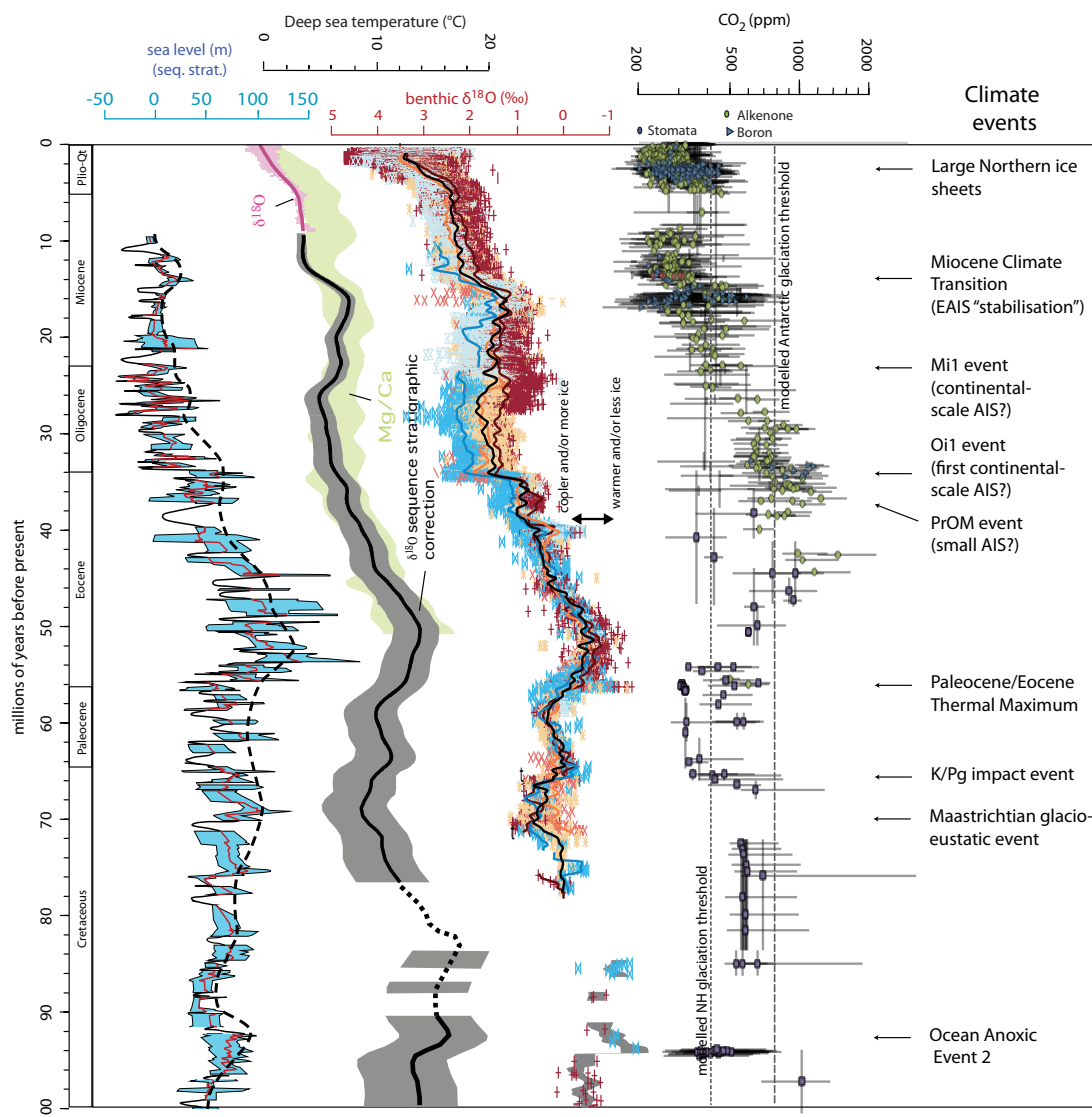 Deep sea temperature (°C)
0 10 20
CO2 (ppm)
200 500 1000 2000
sea level (m)
(seq. strat.)
-50 0 50 100 150
benthic δ18O (‰)
5 4 3 2 1 0 -1
Alkenone
Stomata Boron
Climate
events
millions of years before present
0
10
20
30
40
50
60
70
80
90
00
Plio-Qt
Miocene
Oligocene
Eocene
Paleocene
Cretaceous
δ18O
Mg/Ca
δ18O sequence stratigraphic
correction
cooler and/or more ice
warmer and/or less ice
modelled Antarctic glaciation threshold
modelled NH glaciation threshold
Large Northern ice
sheets
Miocene Climate
Transition
(EAIS “stabilisation”)
Mi1 event
(continental-
scale AIS?)
Oi1 event
(first continental-
scale AIS?)
PrOM event
(small AIS?)
Paleocene/Eocene
Thermal Maximum
K/Pg impact event
Maastrichtian glacio-
eustatic event
Ocean Anoxic
Event 2